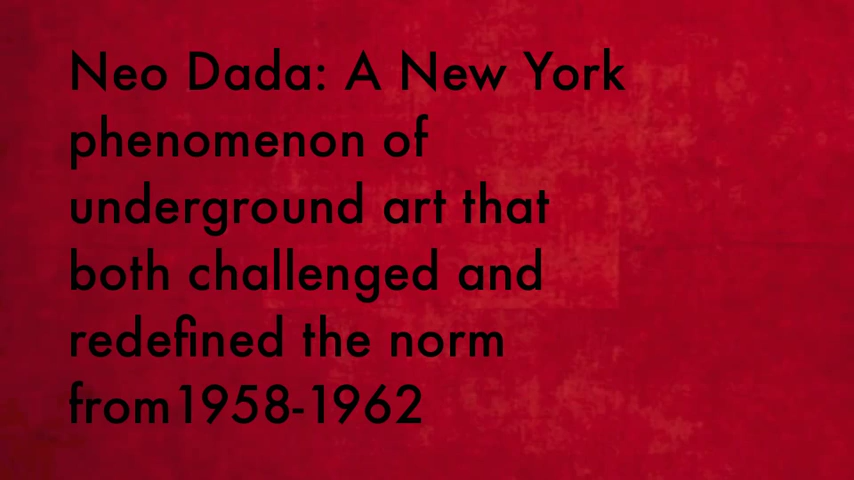 Neo Dada: A New York
phenomenon of
underground art that
both challenged and
redefined the norm
from1958-1962